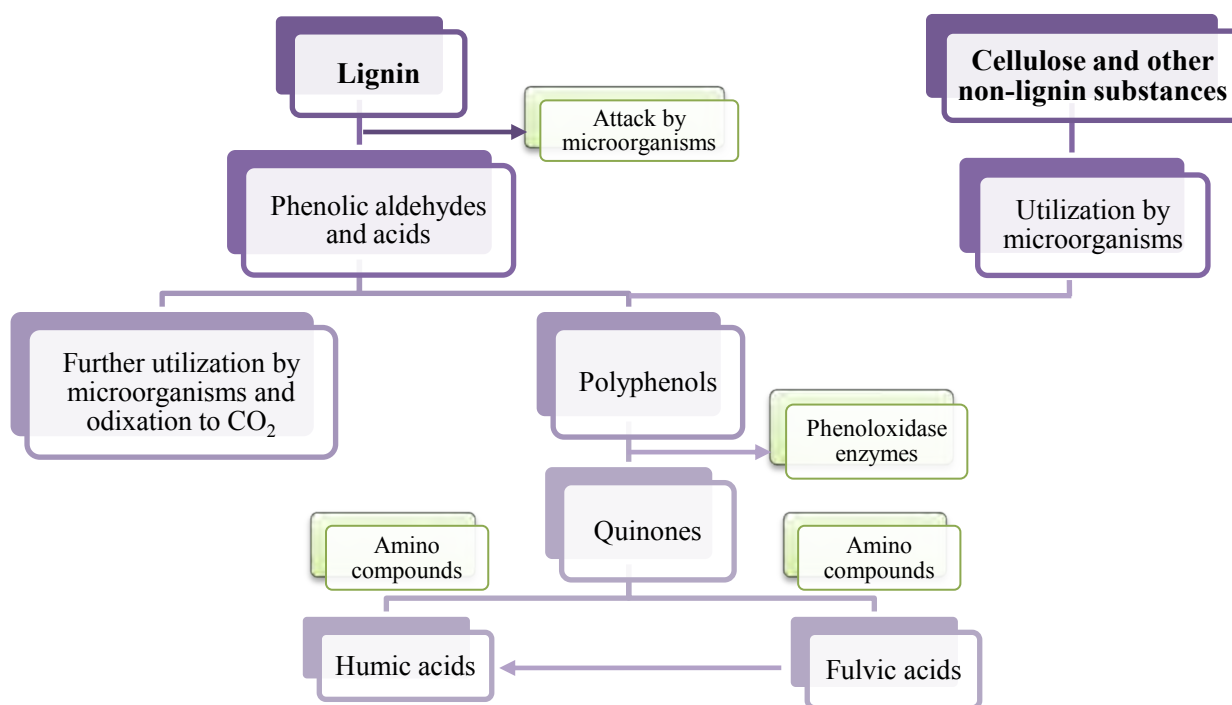 Lignin
Cellulose and other
non-lignin substances
Attack by
microorganisms
Phenolic aldehydes
and acids
Utilization by
microorganisms
Further utilization by
microorganisms and
odixation to CO₂
Polyphenols
Phenoloxidase
enzymes
Quinones
Amino
compounds
Amino
compounds
Humic acids
Fulvic acids